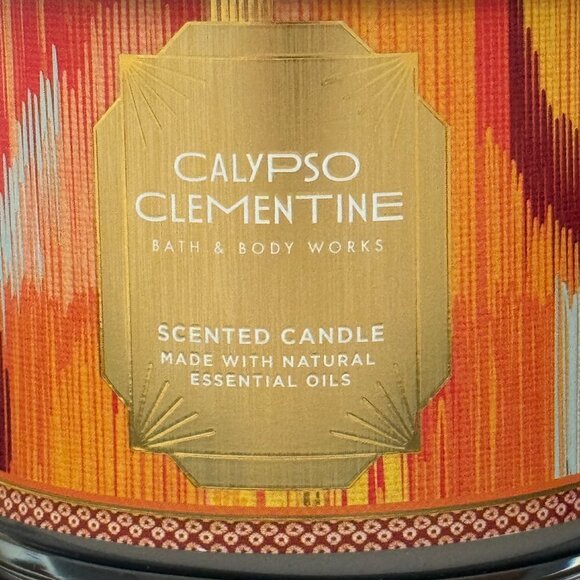 CALYPSO
CLEMENTINE
BATH & BODY WORKS
SCENTED CANDLE
MADE WITH NATURAL
ESSENTIAL OILS